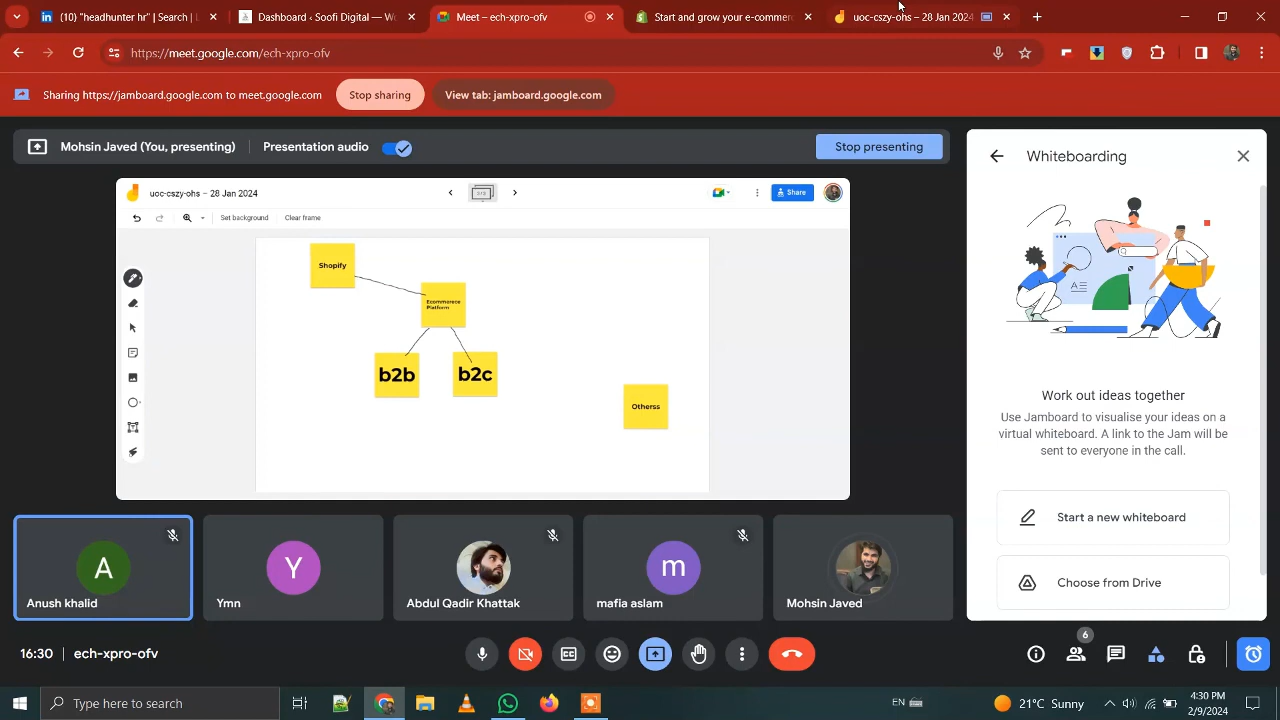 "headhunter hr" | Search | L
Dashboard – Soofi Digital — W
Meet – ech-xpro-ofv
Start and grow your e-commerc
uoc-cszy-ohs – 28 Jan 2024
https://meet.google.com/ech-xpro-ofv
Sharing https://jamboard.google.com to meet.google.com
Stop sharing
View tab: jamboard.google.com
Mohsin Javed (You, presenting)
Presentation audio
Stop presenting
Whiteboarding
uoc-cszy-ohs – 28 Jan 2024
Share
Set background
Clear frame
Shopify
Ecommerece
Platform
b2b
b2c
Otherss
Work out ideas together
Use Jamboard to visualise your ideas on a
virtual whiteboard. A link to the Jam will be
sent to everyone in the call.
Start a new whiteboard
Choose from Drive
A
Anush khalid
Y
Ymn
Abdul Qadir Khattak
m
mafia aslam
Mohsin Javed
16:30
ech-xpro-ofv
CC
6
Type here to search
21°C Sunny
EN
4:30 PM
2/9/2024